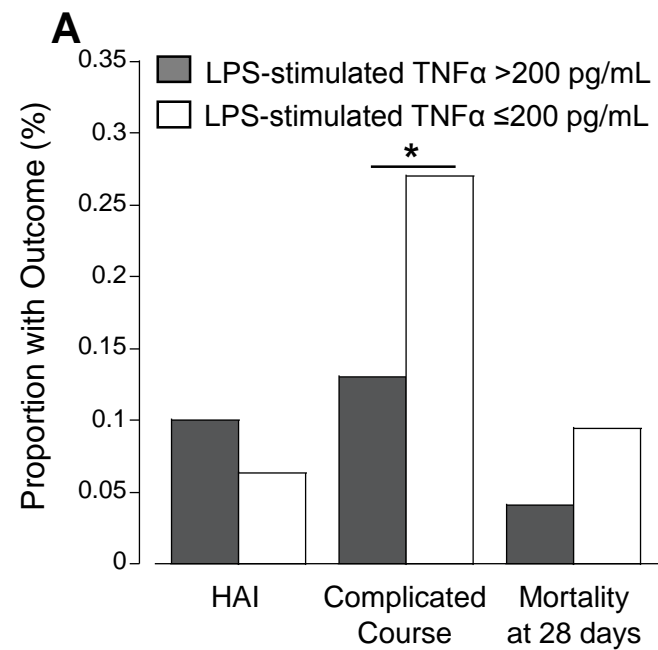 A
0.35
0.3
0.25
0.2
0.15
0.1
0.05
0
Proportion with Outcome (%)
LPS-stimulated TNFα >200 pg/mL
LPS-stimulated TNFα ≤200 pg/mL
*
HAI
Complicated
Course
Mortality
at 28 days